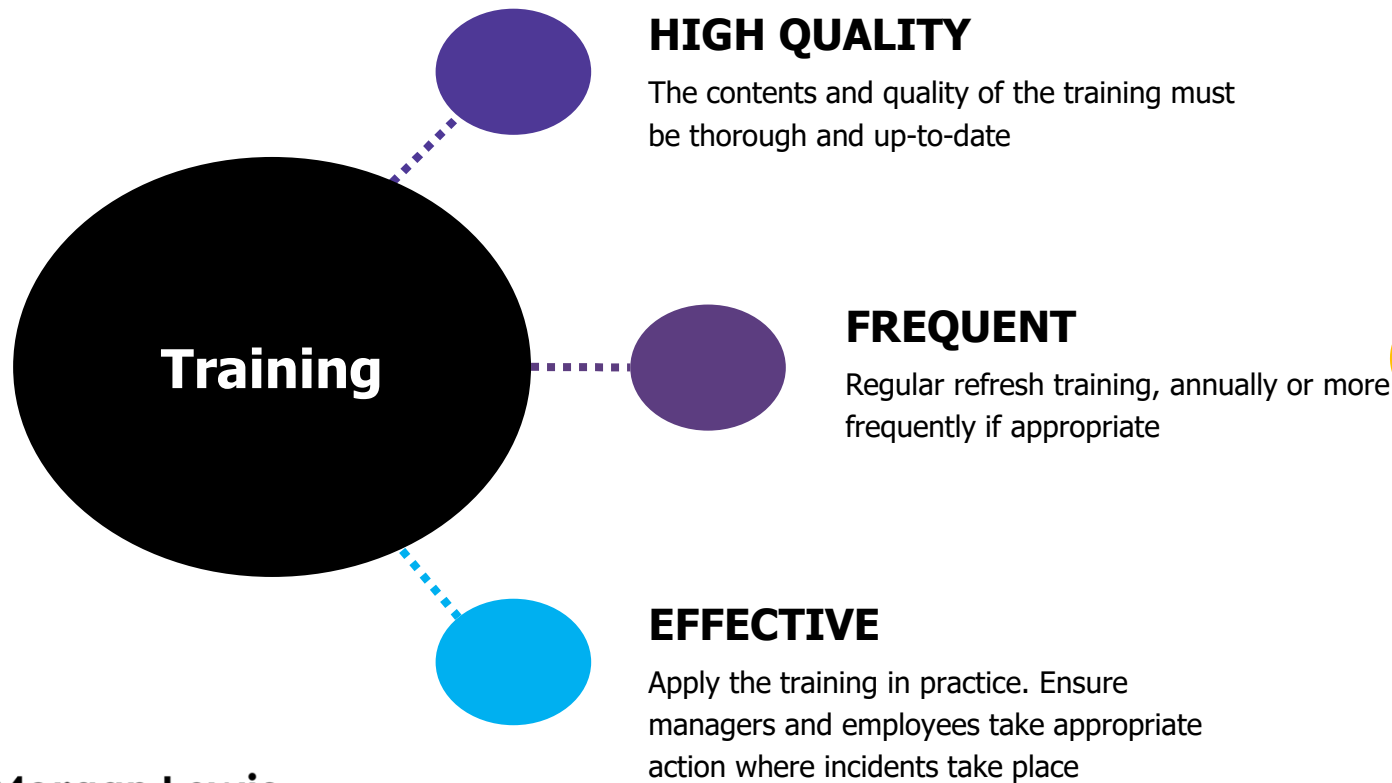 HIGH QUALITY
The contents and quality of the training must
be thorough and up-to-date
Training
FREQUENT
Regular refresh training, annually or more
frequently if appropriate
EFFECTIVE
Apply the training in practice. Ensure
managers and employees take appropriate
action where incidents take place
Morgan Lewis